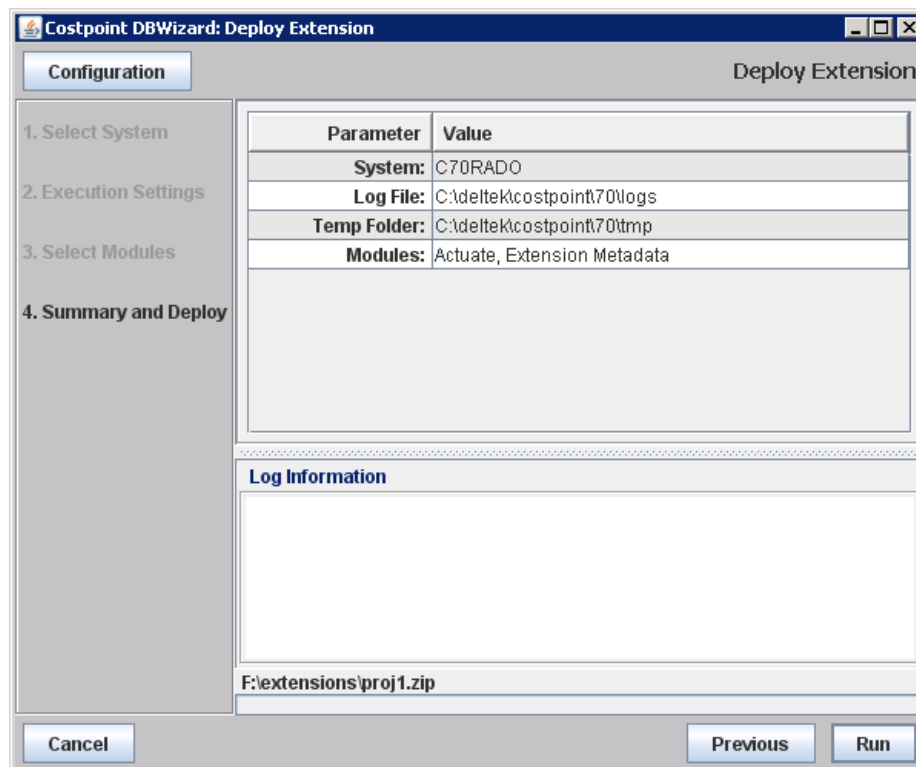 Costpoint DBWizard: Deploy Extension
Configuration
Deploy Extension
1. Select System
2. Execution Settings
3. Select Modules
4. Summary and Deploy
Parameter Value
System: C70RADO
Log File: C:\deltek\costpoint\70\logs
Temp Folder: C:\deltek\costpoint\70\tmp
Modules: Actuate, Extension Metadata
Log Information
F:\extensions\proj1.zip
Cancel
Previous
Run